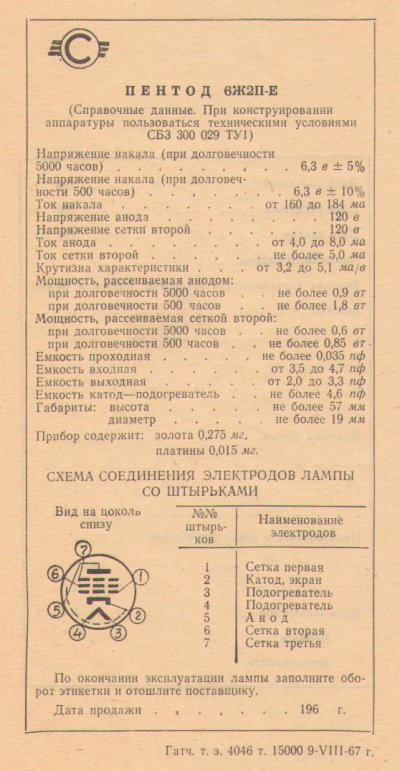 С
ПЕНТОД 6Ж2П-Е
(Справочные данные. При конструировании
аппаратуры пользоваться техническими условиями
СБ3 300 029 ТУ1)
Напряжение накала (при долговечности
5000 часов) . . . . . . . . . 6,3 в ± 5%
Напряжение накала (при долговеч-
ности 500 часов) . . . . . . . 6,3 в ± 10%
Ток накала . . . . . . от 160 до 184 ма
Напряжение анода . . . . . . . 120 в
Напряжение сетки второй . . . . . . 120 в
Ток анода . . . . . . от 4,0 до 8,0 ма
Ток сетки второй . . . . не более 5,0 ма
Крутизна характеристики . . . от 3,2 до 5,1 ма/в
Мощность, рассеиваемая анодом:
при долговечности 5000 часов . . не более 0,9 вт
при долговечности 500 часов . . не более 1,8 вт
Мощность, рассеиваемая сеткой второй:
при долговечности 5000 часов . . не более 0,6 вт
при долговечности 500 часов . . не более 0,85 вт
Емкость проходная . . . . не более 0,035 пф
Емкость входная . . . . от 3,5 до 4,7 пф
Емкость выходная . . . . от 2,0 до 3,3 пф
Емкость катод—подогреватель . . не более 4,6 пф
Габариты: высота . . . . . не более 57 мм
диаметр . . . . не более 19 мм
Прибор содержит: золота 0,275 мг,
платины 0,015 мг.
СХЕМА СОЕДИНЕНИЯ ЭЛЕКТРОДОВ ЛАМПЫ
СО ШТЫРЬКАМИ
Вид на цоколь
снизу
7
6
1
5
2
4
3
№№
штырь-
ков
Наименование
электродов
1 Сетка первая
2 Катод, экран
3 Подогреватель
4 Подогреватель
5 Анод
6 Сетка вторая
7 Сетка третья
По окончании эксплуатации лампы заполните обо-
рот этикетки и отошлите поставщику.
Дата продажи . . . . . . . 196 г.
Гатч. т. з. 4046 т. 15000 9-VIII-67 г.